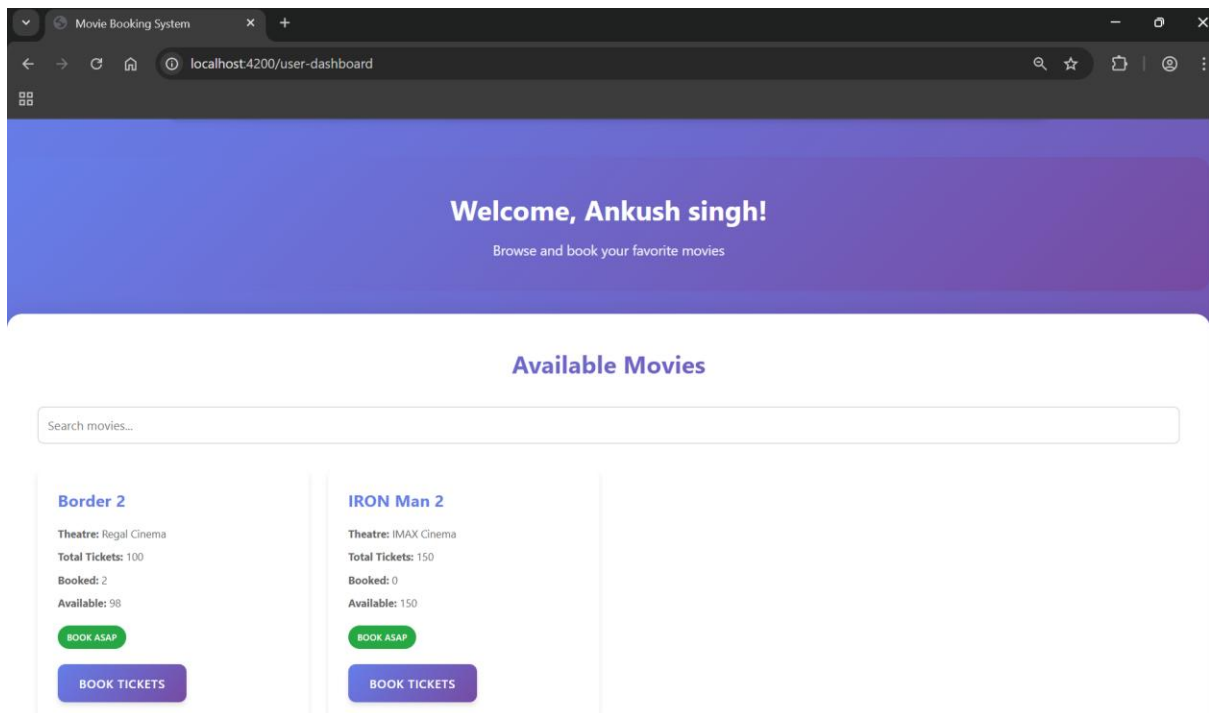 Movie Booking System
localhost:4200/user-dashboard
Welcome, Ankush singh!
Browse and book your favorite movies
Available Movies
Search movies...
Border 2
Theatre: Regal Cinema
Total Tickets: 100
Booked: 2
Available: 98
BOOK ASAP
BOOK TICKETS
IRON Man 2
Theatre: IMAX Cinema
Total Tickets: 150
Booked: 0
Available: 150
BOOK ASAP
BOOK TICKETS